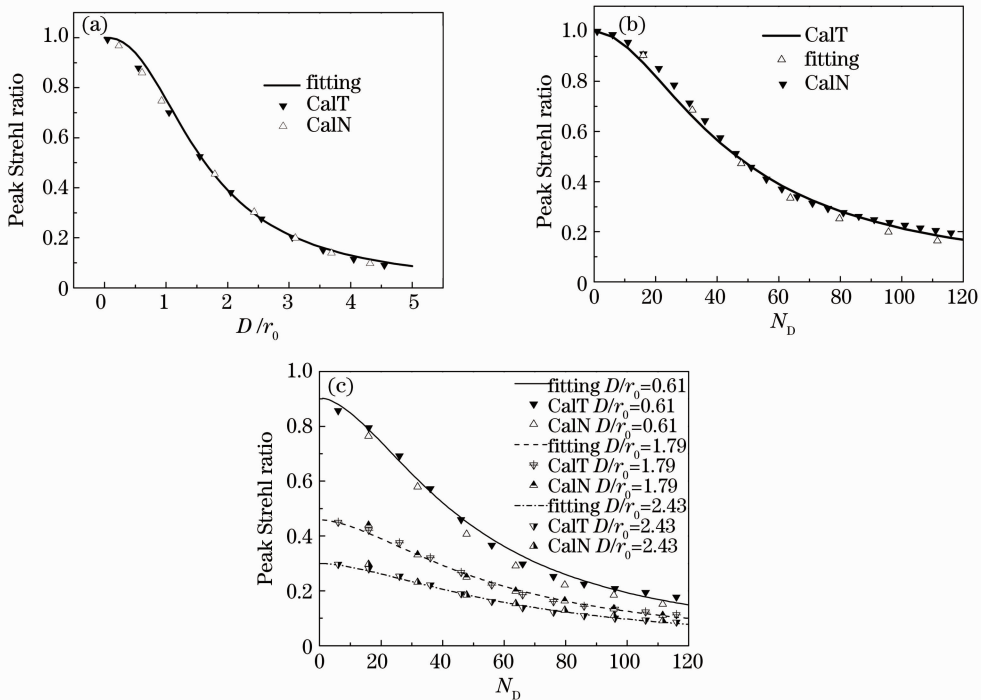 (a)
1.0
0.8
0.6
0.4
0.2
0
Peak Strehl ratio
fitting
CalT
CalN
0 1 2 3 4 5
D/r₀
(b)
1.0
0.8
0.6
0.4
0.2
0
Peak Strehl ratio
CalT
fitting
CalN
0 20 40 60 80 100 120
N_D
(c)
1.0
0.8
0.6
0.4
0.2
0
Peak Strehl ratio
fitting D/r₀=0.61
CalT D/r₀=0.61
CalN D/r₀=0.61
fitting D/r₀=1.79
CalT D/r₀=1.79
CalN D/r₀=1.79
fitting D/r₀=2.43
CalT D/r₀=2.43
CalN D/r₀=2.43
0 20 40 60 80 100 120
N_D